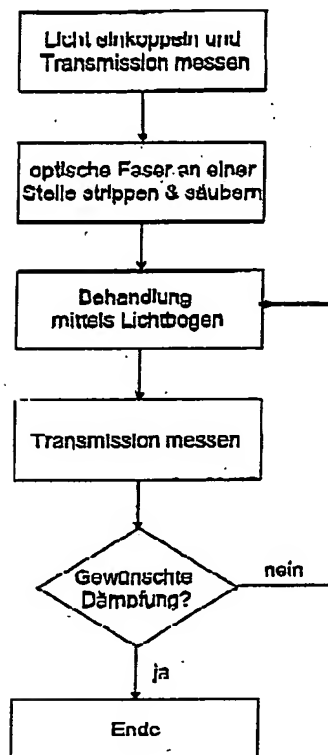 Licht einkoppeln und
Transmission messen
optische Faser an einer
Stelle strippen & säubern
Behandlung
mittels Lichtbogen
Transmission messen
Gewünschte
Dämpfung?
nein
ja
Ende